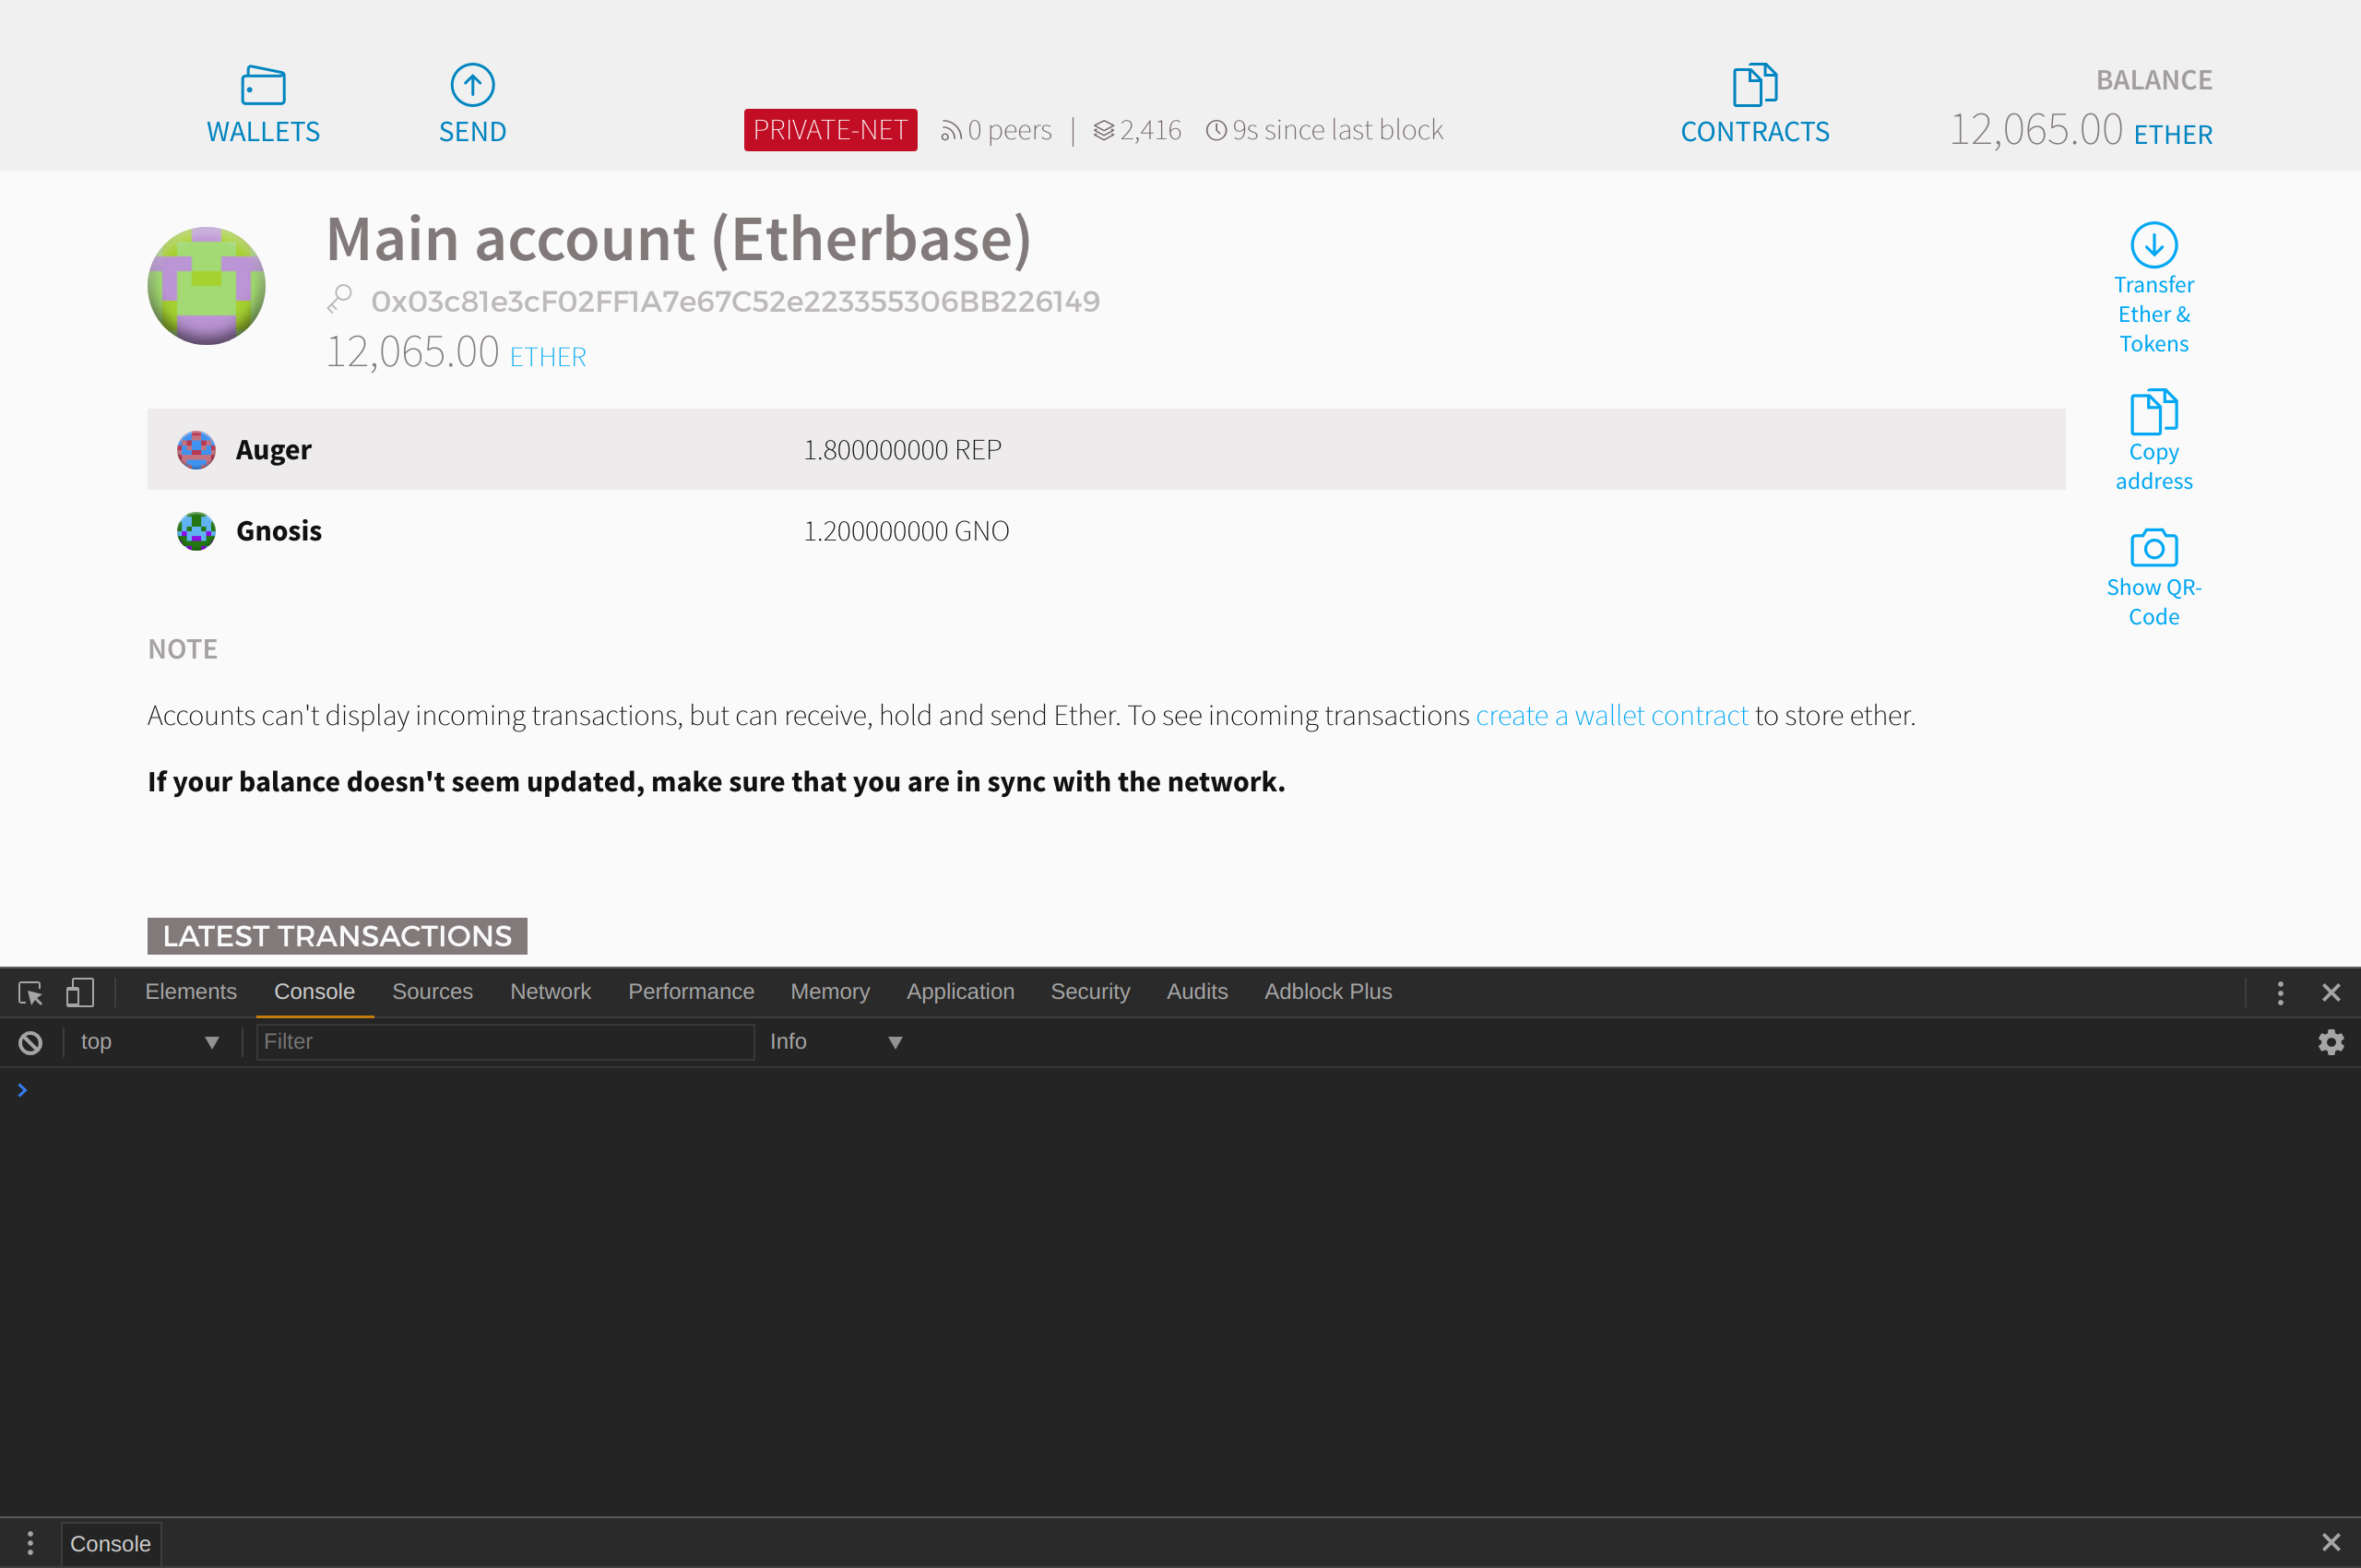 WALLETS
SEND
PRIVATE-NET 0 peers | 2,416 9s since last block
CONTRACTS
BALANCE
12,065.00 ETHER
Main account (Etherbase)
0x03c81e3cF02FF1A7e67C52e223355306BB226149
12,065.00 ETHER
Transfer
Ether &
Tokens
Copy
address
Show QR-
Code
Auger 1.800000000 REP
Gnosis 1.200000000 GNO
NOTE
Accounts can't display incoming transactions, but can receive, hold and send Ether. To see incoming transactions create a wallet contract to store ether.
If your balance doesn't seem updated, make sure that you are in sync with the network.
LATEST TRANSACTIONS
Elements Console Sources Network Performance Memory Application Security Audits Adblock Plus
top Filter Info
Console